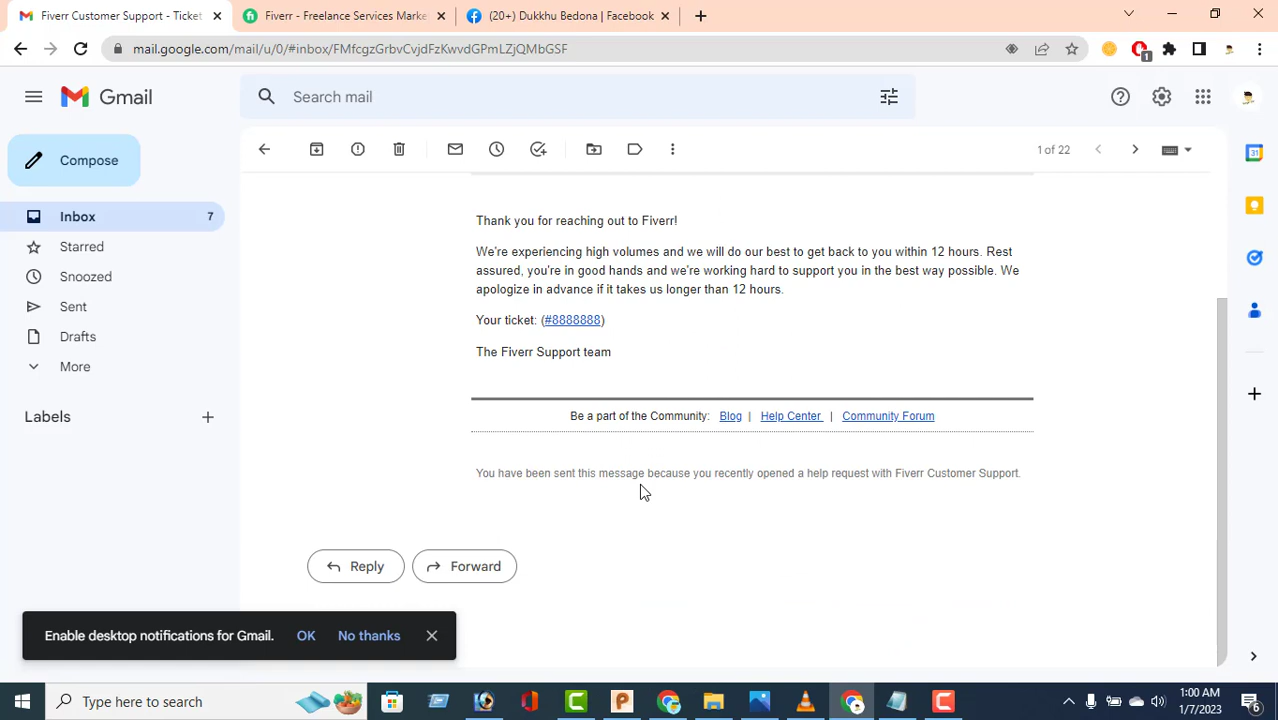 Fiverr Customer Support - Ticket
Fiverr - Freelance Services Marke
(20+) Dukkhu Bedona | Facebook
mail.google.com/mail/u/0/#inbox/FMfcgzGrbvCvjdFzKwvdGPmLZjQMbGSF
1
Gmail
Search mail
Compose
1 of 22
Inbox 7
Starred
Snoozed
Sent
Drafts
More
Labels
31
Thank you for reaching out to Fiverr!
We're experiencing high volumes and we will do our best to get back to you within 12 hours. Rest
assured, you're in good hands and we're working hard to support you in the best way possible. We
apologize in advance if it takes us longer than 12 hours.
Your ticket: (#8888888)
The Fiverr Support team
Be a part of the Community: Blog | Help Center | Community Forum
You have been sent this message because you recently opened a help request with Fiverr Customer Support.
Reply
Forward
Enable desktop notifications for Gmail. OK No thanks
Type here to search
1:00 AM
1/7/2023
6